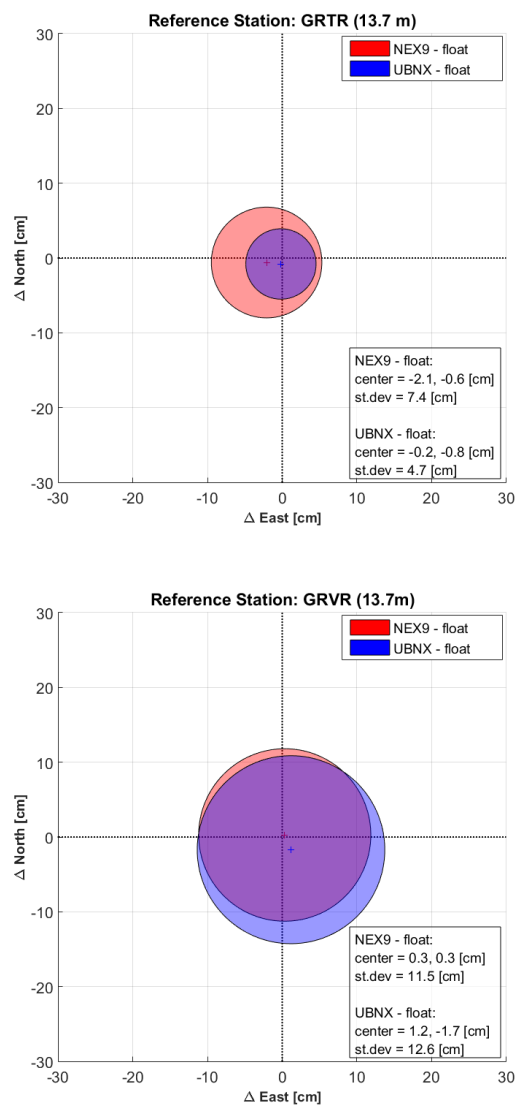 Reference Station: GRTR (13.7 m)
30
NEX9 - float
UBNX - float
20
10
Δ North [cm]
0
-10
NEX9 - float:
center = -2.1, -0.6 [cm]
st.dev = 7.4 [cm]
-20
UBNX - float:
center = -0.2, -0.8 [cm]
st.dev = 4.7 [cm]
-30
-30 -20 -10 0 10 20 30
Δ East [cm]
Reference Station: GRVR (13.7m)
30
NEX9 - float
UBNX - float
20
10
Δ North [cm]
0
-10
NEX9 - float:
center = 0.3, 0.3 [cm]
st.dev = 11.5 [cm]
-20
UBNX - float:
center = 1.2, -1.7 [cm]
st.dev = 12.6 [cm]
-30
-30 -20 -10 0 10 20 30
Δ East [cm]